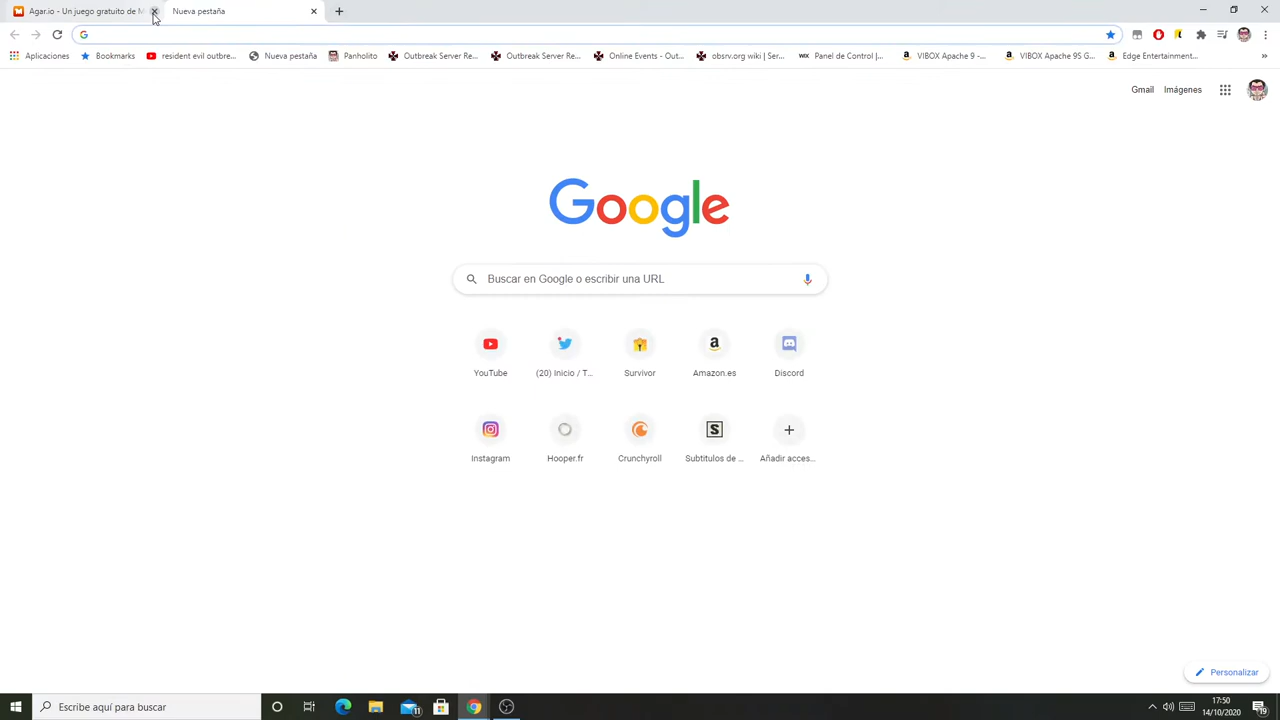 Agar.io - Un juego gratuito de M
Nueva pestaña
Aplicaciones
Bookmarks
resident evil outbre...
Nueva pestaña
Panholito
Outbreak Server Re...
Outbreak Server Re...
Online Events - Out...
obsrv.org wiki | Ser...
WIX
Panel de Control |...
VIBOX Apache 9 -...
VIBOX Apache 9S G...
Edge Entertainment...
»
Gmail
Imágenes
Google
Buscar en Google o escribir una URL
YouTube
(20) Inicio / T...
Survivor
Amazon.es
Discord
Instagram
Hooper.fr
Crunchyroll
Subtitulos de ...
Añadir acces...
Personalizar
Escribe aquí para buscar
11
17:50
14/10/2020
19